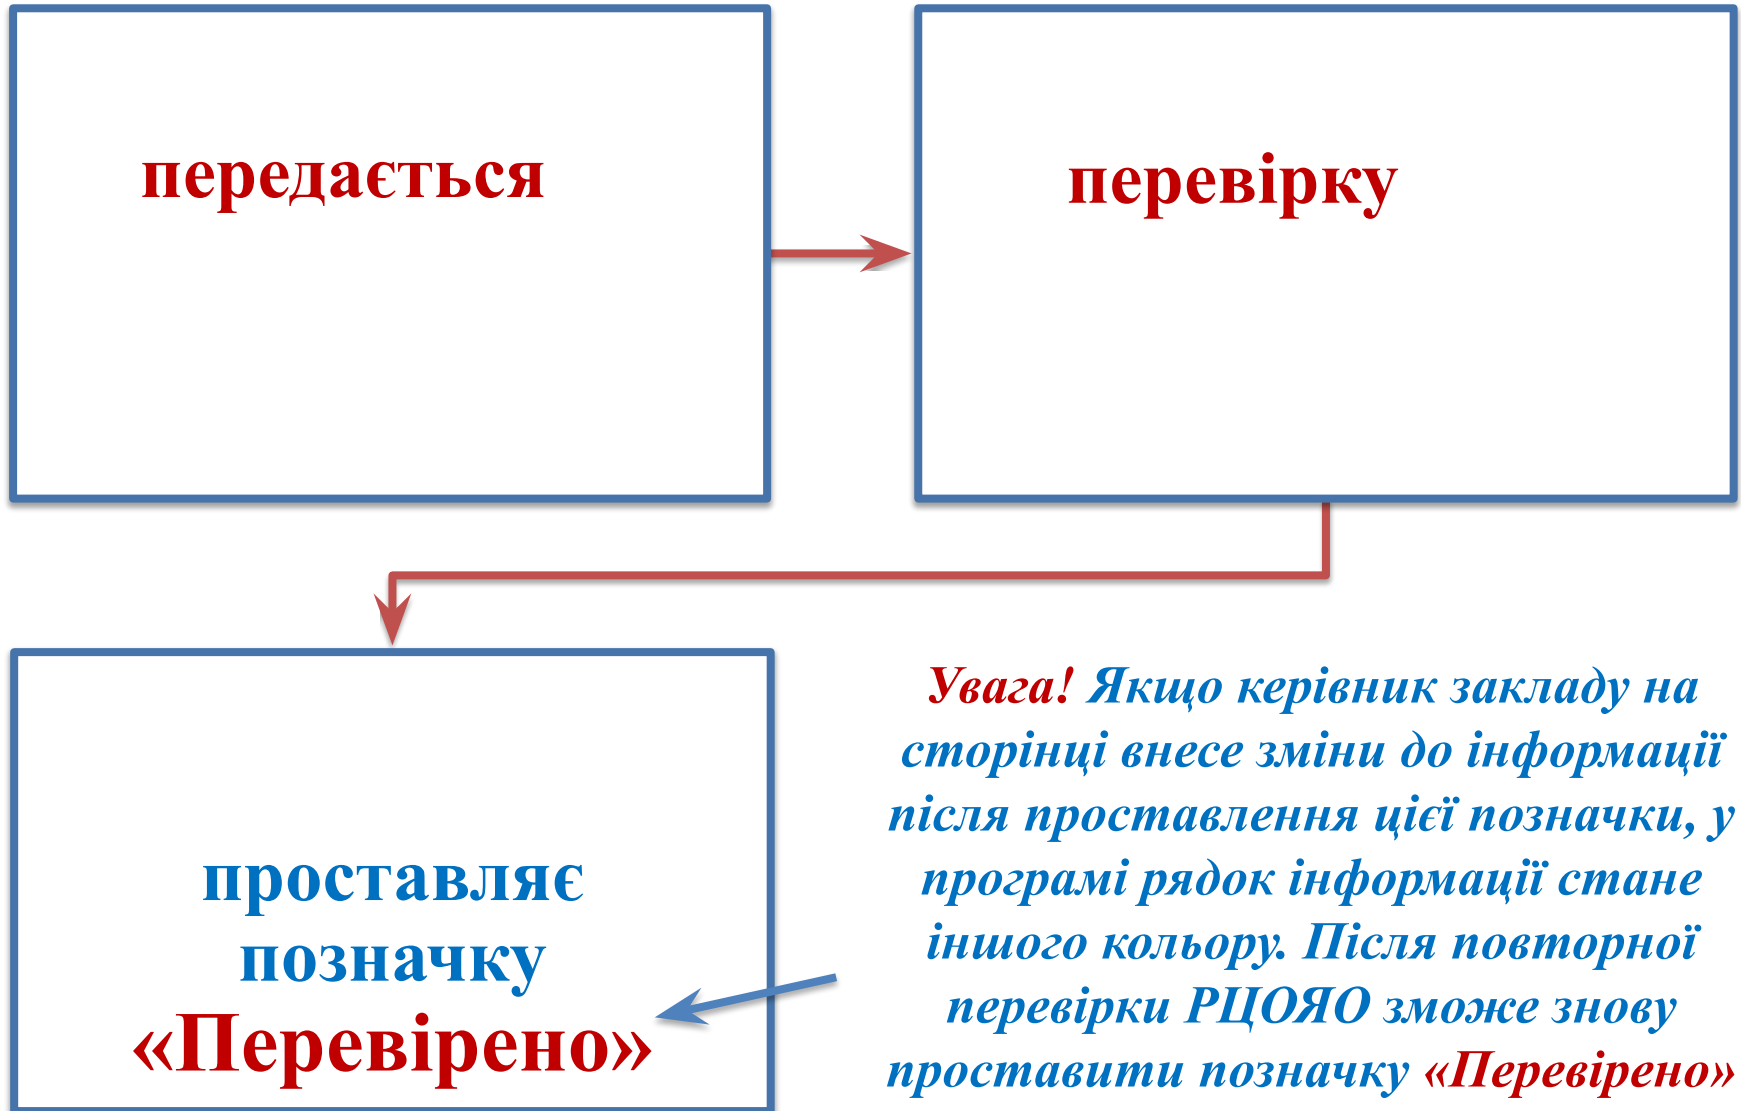 передається
перевірку
проставляє
позначку
«Перевірено»
Увага! Якщо керівник закладу на
сторінці внесе зміни до інформації
після проставлення цієї позначки, у
програмі рядок інформації стане
іншого кольору. Після повторної
перевірки РЦОЯО зможе знову
проставити позначку «Перевірено»